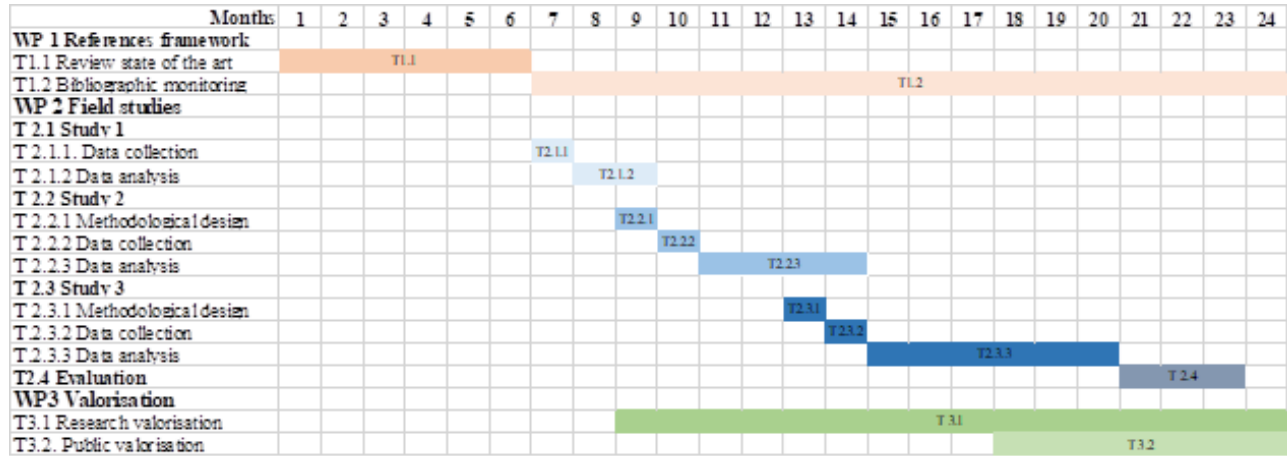 Months 1 2 3 4 5 6 7 8 9 10 11 12 13 14 15 16 17 18 19 20 21 22 23 24
WP 1 References framework
T1.1 Review state of the art T1.1
T1.2 Bibliographic monitoring T1.2
WP 2 Field studies
T 2.1 Study 1
T 2.1.1. Data collection T2.1.1
T 2.1.2 Data analysis T2.1.2
T 2.2 Study 2
T 2.2.1 Methodological design T2.2.1
T 2.2.2 Data collection T2.2.2
T 2.2.3 Data analysis T2.2.3
T 2.3 Study 3
T 2.3.1 Methodological design T2.3.1
T 2.3.2 Data collection T2.3.2
T 2.3.3 Data analysis T2.3.3
T2.4 Evaluation T 2.4
WP3 Valorisation
T3.1 Research valorisation T 3.1
T3.2. Public valorisation T3.2